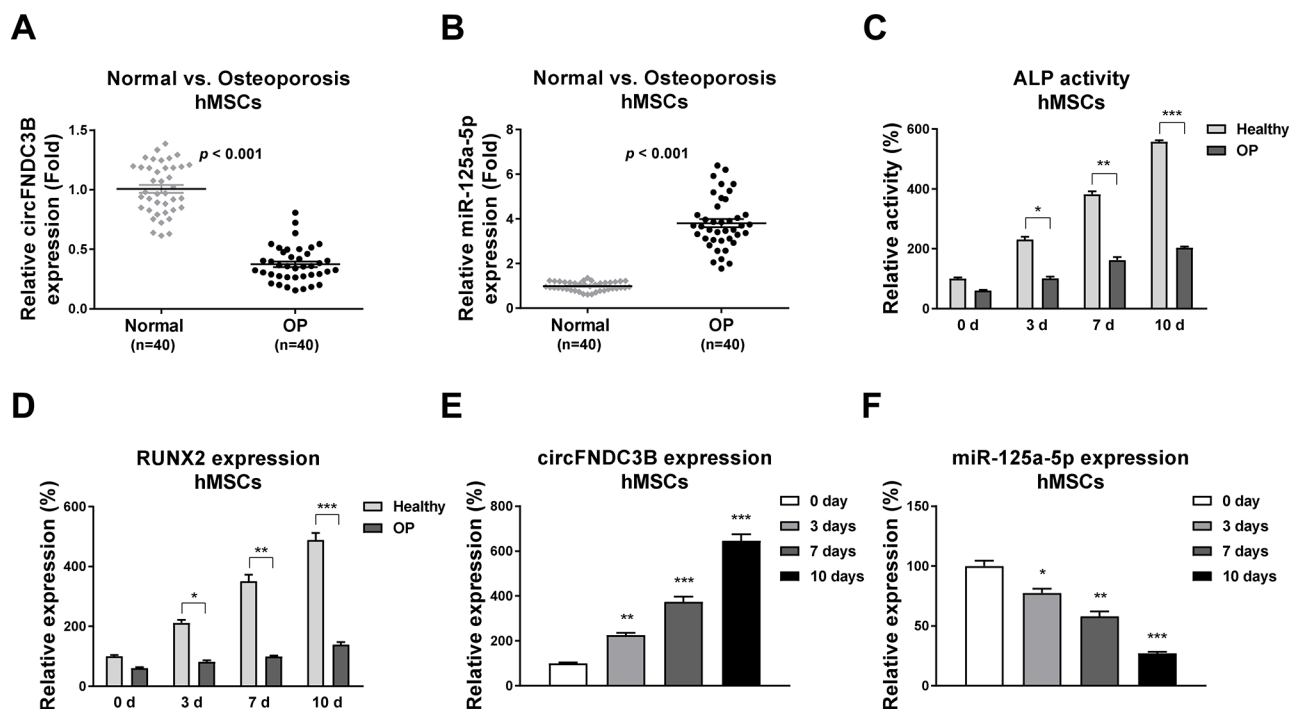 A
Normal vs. Osteoporosis
hMSCs
Relative circFNDC3B
expression (Fold)
1.5
1.0
0.5
0.0
p < 0.001
Normal
(n=40)
OP
(n=40)
B
Normal vs. Osteoporosis
hMSCs
Relative miR-125a-5p
expression (Fold)
8
6
4
2
0
p < 0.001
Normal
(n=40)
OP
(n=40)
C
ALP activity
hMSCs
Relative activity (%)
600
400
200
0
*
**
***
Healthy
OP
0 d
3 d
7 d
10 d
D
RUNX2 expression
hMSCs
Relative expression (%)
600
400
200
0
*
**
***
Healthy
OP
0 d
3 d
7 d
10 d
E
circFNDC3B expression
hMSCs
Relative expression (%)
800
600
400
200
0
**
***
***
0 day
3 days
7 days
10 days
F
miR-125a-5p expression
hMSCs
Relative expression (%)
150
100
50
0
*
**
***
0 day
3 days
7 days
10 days